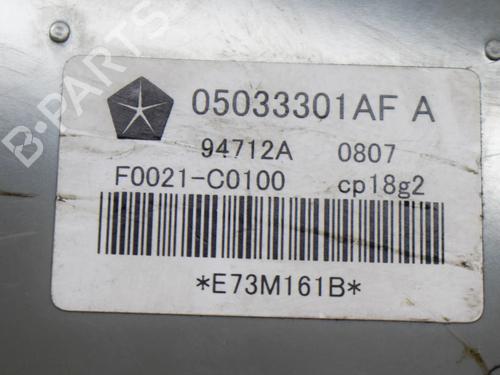 B-PARTS
05033301AF A
94712A 0807
F0021-C0100 cp18g2
*E73M161B*